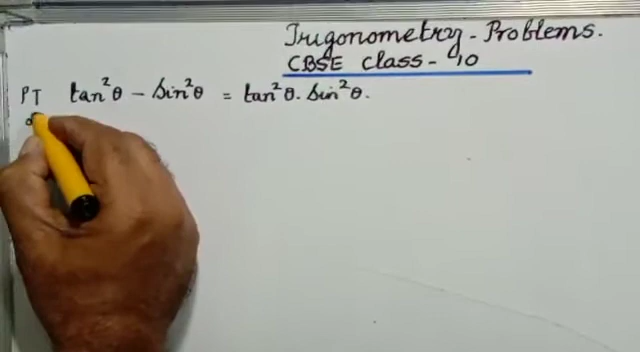 Trigonometry - Problems.
CBSE Class - 10
PT tan²θ - Sin²θ = tan²θ. Sin²θ.